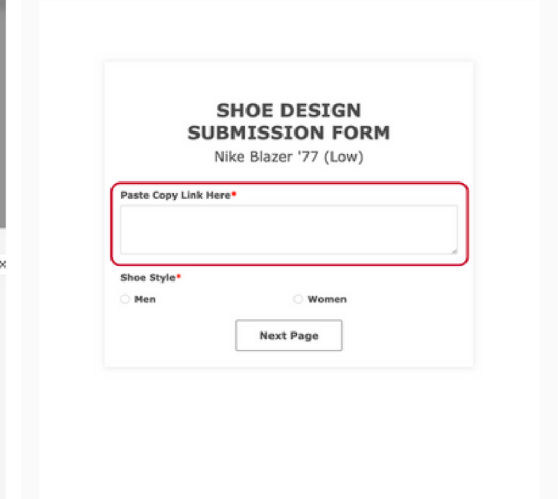 SHOE DESIGN
SUBMISSION FORM
Nike Blazer '77 (Low)
Paste Copy Link Here*
Shoe Style*
Men
Women
Next Page